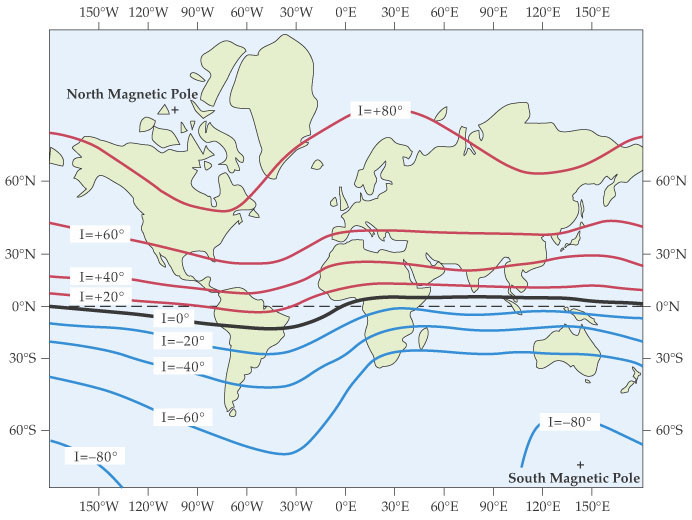 150°W 120°W 90°W 60°W 30°W 0°E 30°E 60°E 90°E 120°E 150°E
North Magnetic Pole
I=+80°
60°N 60°N
I=+60°
30°N 30°N
I=+40°
I=+20°
0°N 0°N
I=0°
I=–20°
30°S 30°S
I=–40°
I=–60°
I=–80°
60°S 60°S
I=–80°
South Magnetic Pole
150°W 120°W 90°W 60°W 30°W 0°E 30°E 60°E 90°E 120°E 150°E